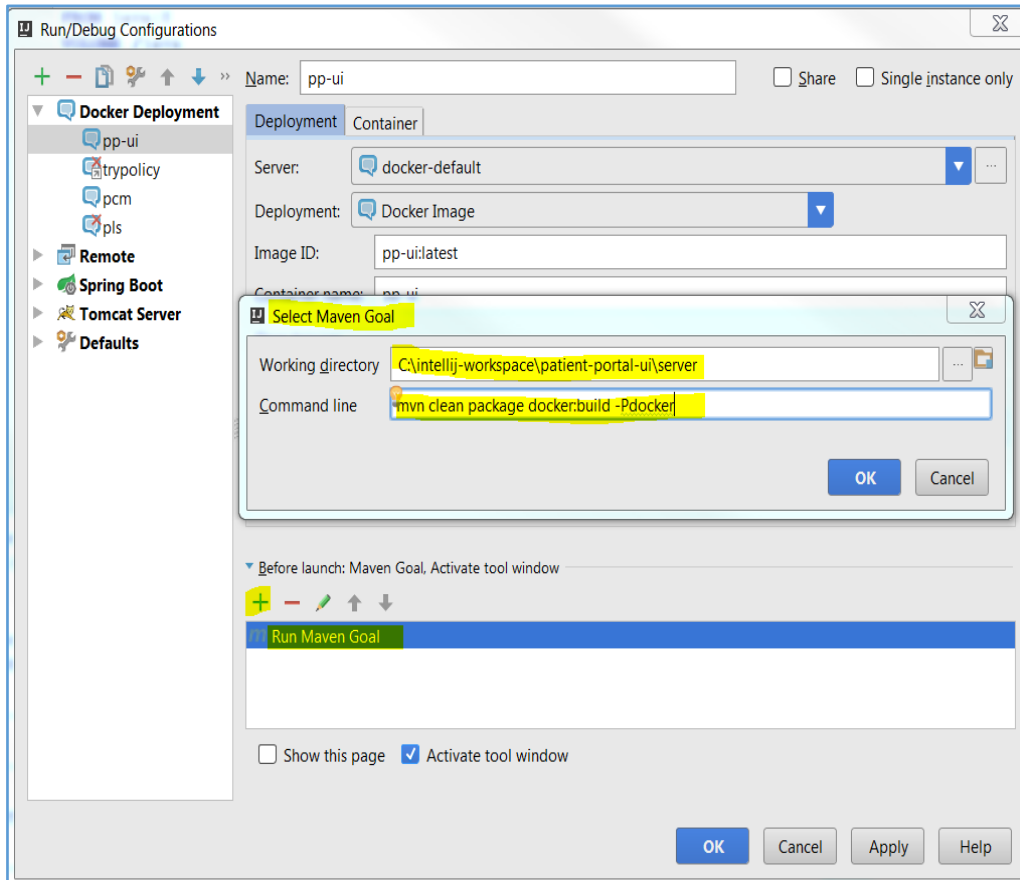 Run/Debug Configurations
Name: pp-ui
Share
Single instance only
Docker Deployment
pp-ui
trypolicy
pcm
pls
Remote
Spring Boot
Tomcat Server
Defaults
Deployment Container
Server: docker-default ...
Deployment: Docker Image
Image ID: pp-ui:latest
Container name: pp-ui
Select Maven Goal
Working directory C:\intellij-workspace\patient-portal-ui\server ...
Command line mvn clean package docker:build -Pdocker
OK Cancel
Before launch: Maven Goal, Activate tool window
Run Maven Goal
Show this page Activate tool window
OK Cancel Apply Help